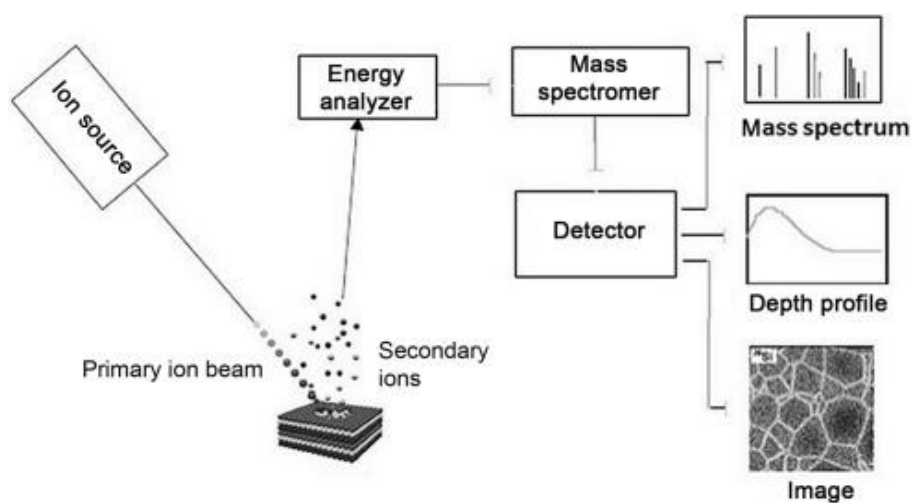 Ion source
Energy
analyzer
Mass
spectromer
Mass spectrum
Detector
Depth profile
Primary ion beam
Secondary
ions
Image